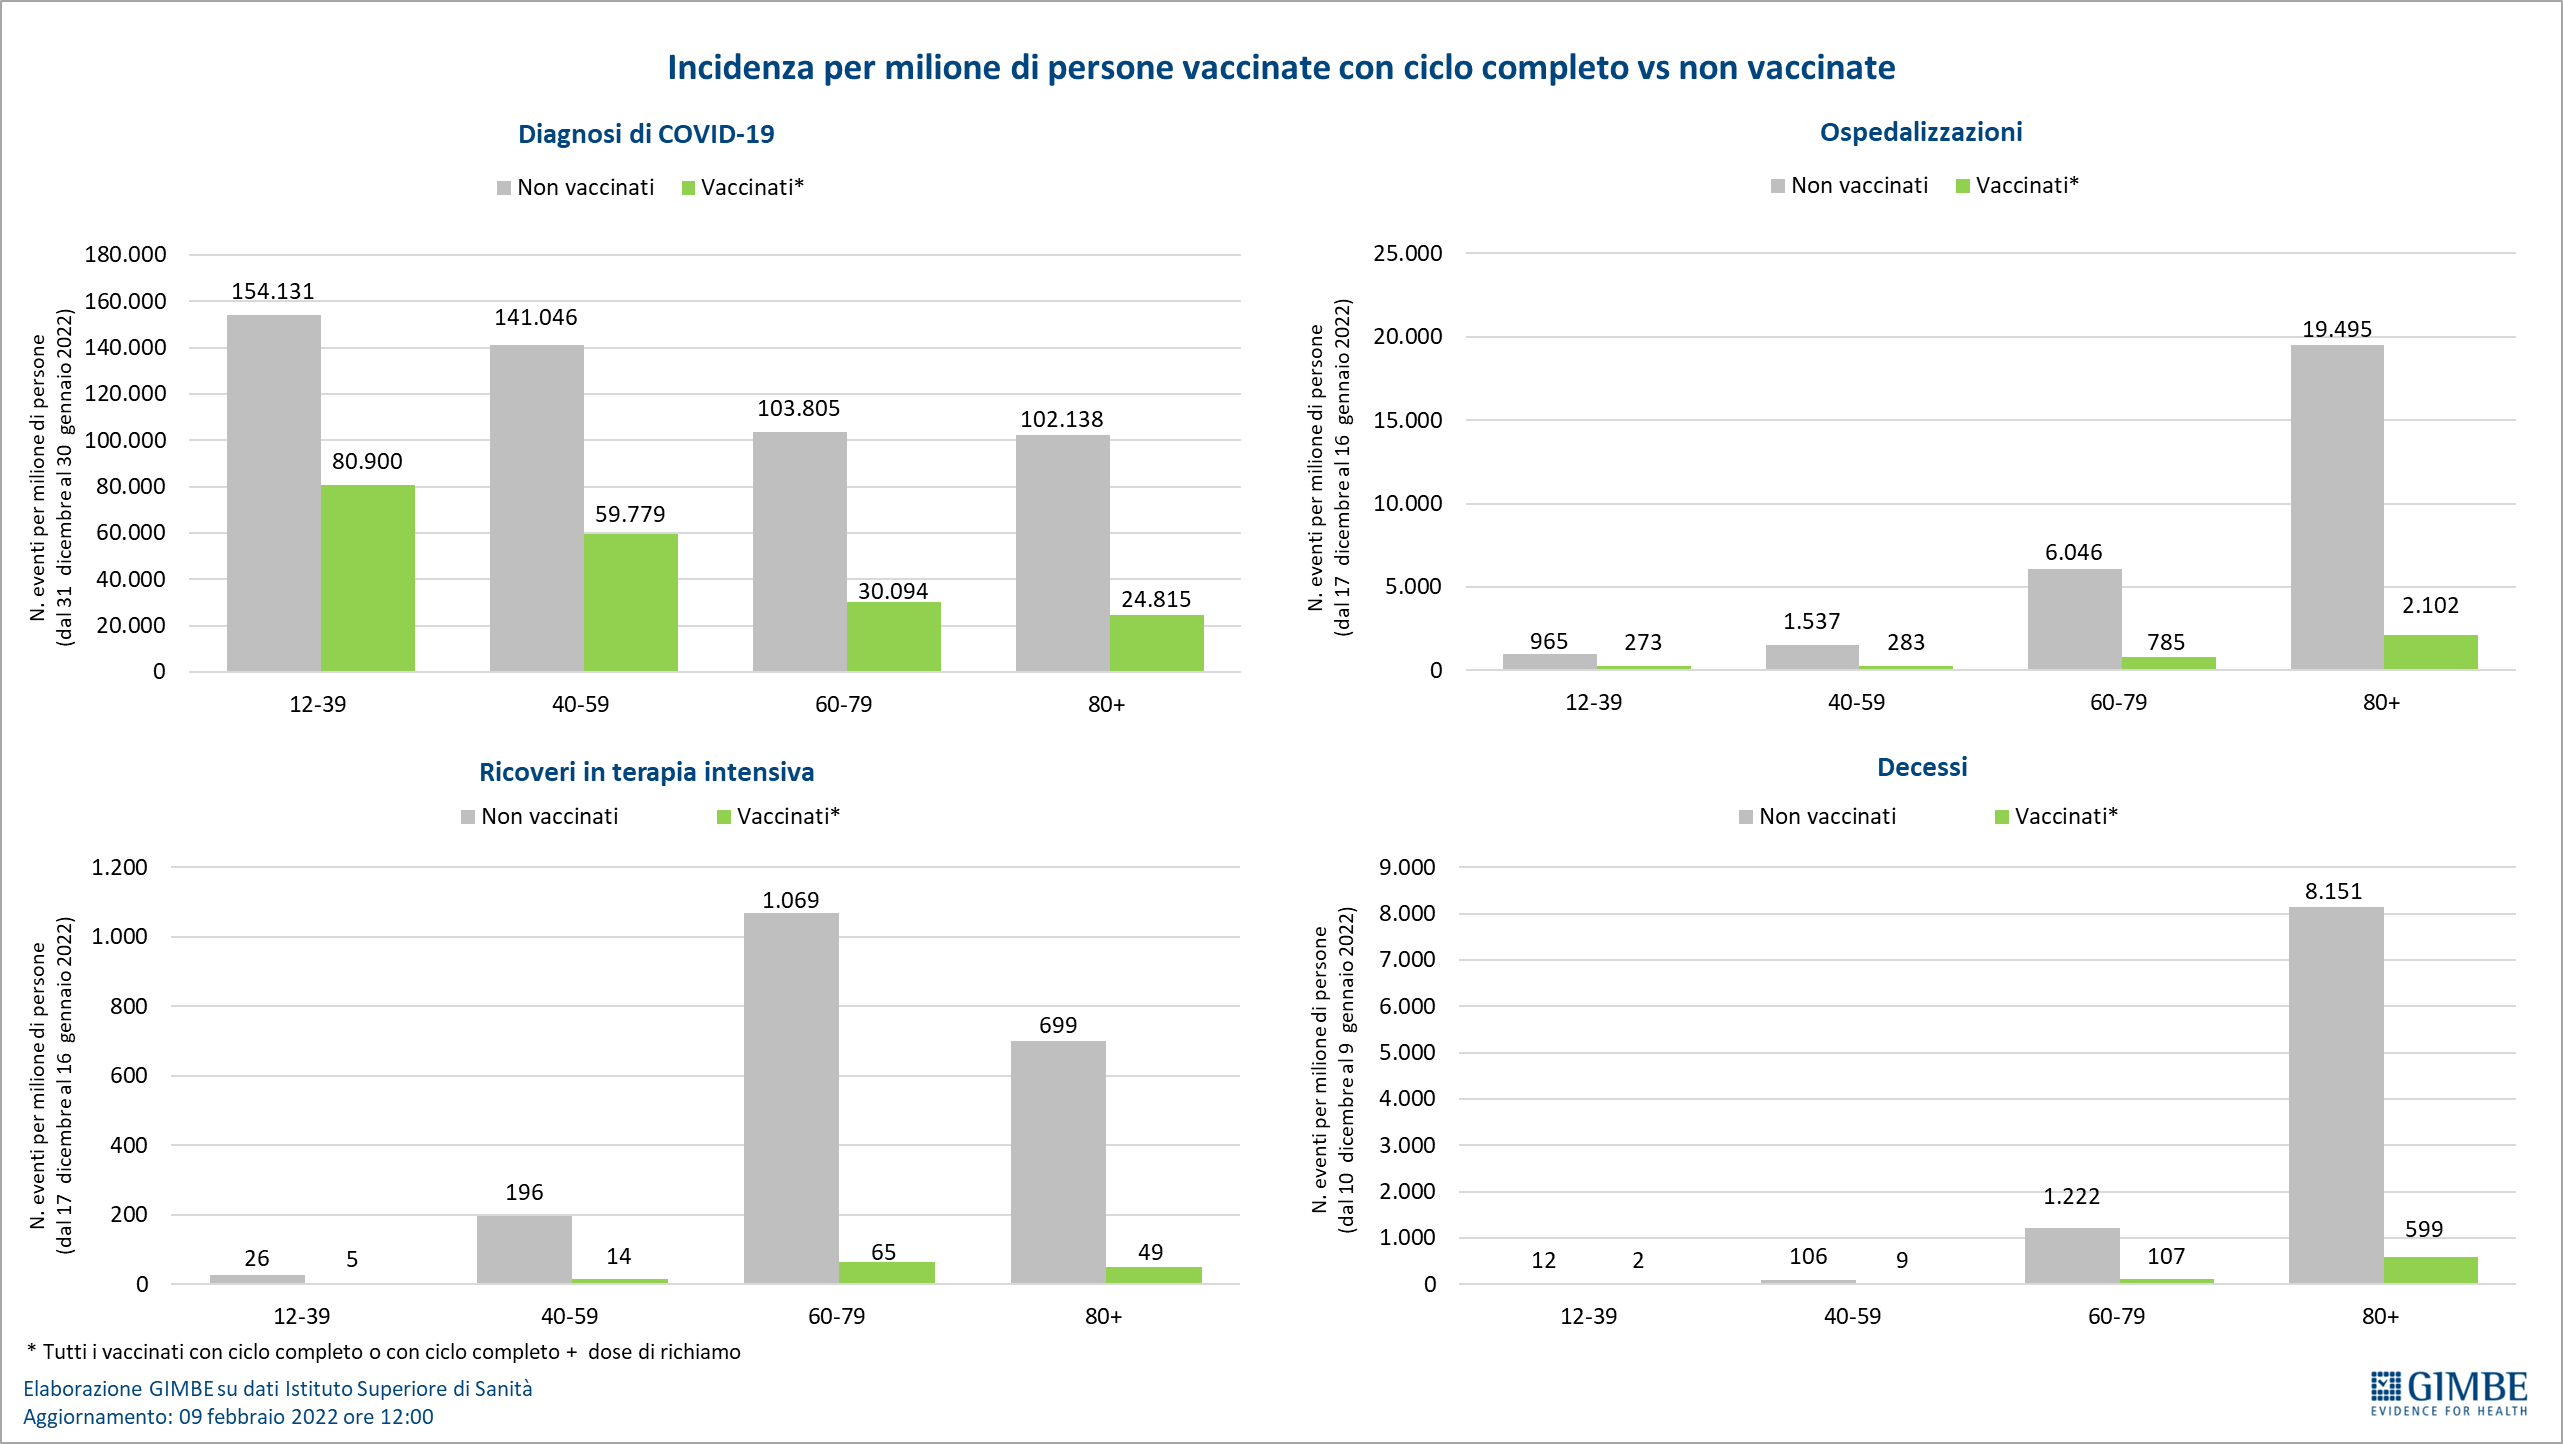 Incidenza per milione di persone vaccinate con ciclo completo vs non vaccinate
Diagnosi di COVID-19
Non vaccinati Vaccinati*
N. eventi per milione di persone
(dal 31 dicembre al 30 gennaio 2022)
180.000
160.000
140.000
120.000
100.000
80.000
60.000
40.000
20.000
0
154.131
80.900
141.046
59.779
103.805
30.094
102.138
24.815
12-39 40-59 60-79 80+
Ospedalizzazioni
Non vaccinati Vaccinati*
N. eventi per milione di persone
(dal 17 dicembre al 16 gennaio 2022)
25.000
20.000
15.000
10.000
5.000
0
965
273
1.537
283
6.046
785
19.495
2.102
12-39 40-59 60-79 80+
Ricoveri in terapia intensiva
Non vaccinati Vaccinati*
N. eventi per milione di persone
(dal 17 dicembre al 16 gennaio 2022)
1.200
1.000
800
600
400
200
0
26
5
196
14
1.069
65
699
49
12-39 40-59 60-79 80+
Decessi
Non vaccinati Vaccinati*
N. eventi per milione di persone
(dal 10 dicembre al 9 gennaio 2022)
9.000
8.000
7.000
6.000
5.000
4.000
3.000
2.000
1.000
0
12
2
106
9
1.222
107
8.151
599
12-39 40-59 60-79 80+
* Tutti i vaccinati con ciclo completo o con ciclo completo + dose di richiamo
Elaborazione GIMBE su dati Istituto Superiore di Sanità
Aggiornamento: 09 febbraio 2022 ore 12:00
GIMBE
EVIDENCE FOR HEALTH